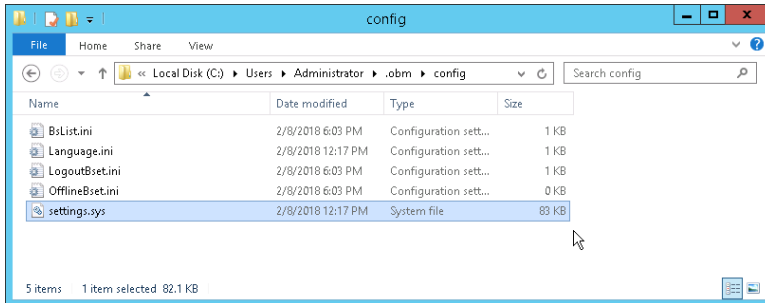 config
File Home Share View
« Local Disk (C:) Users Administrator .obm config Search config
Name Date modified Type Size
BsList.ini 2/8/2018 6:03 PM Configuration sett... 1 KB
Language.ini 2/8/2018 12:17 PM Configuration sett... 1 KB
LogoutBset.ini 2/8/2018 6:03 PM Configuration sett... 1 KB
OfflineBset.ini 2/8/2018 6:03 PM Configuration sett... 0 KB
settings.sys 2/8/2018 12:17 PM System file 83 KB
5 items 1 item selected 82.1 KB